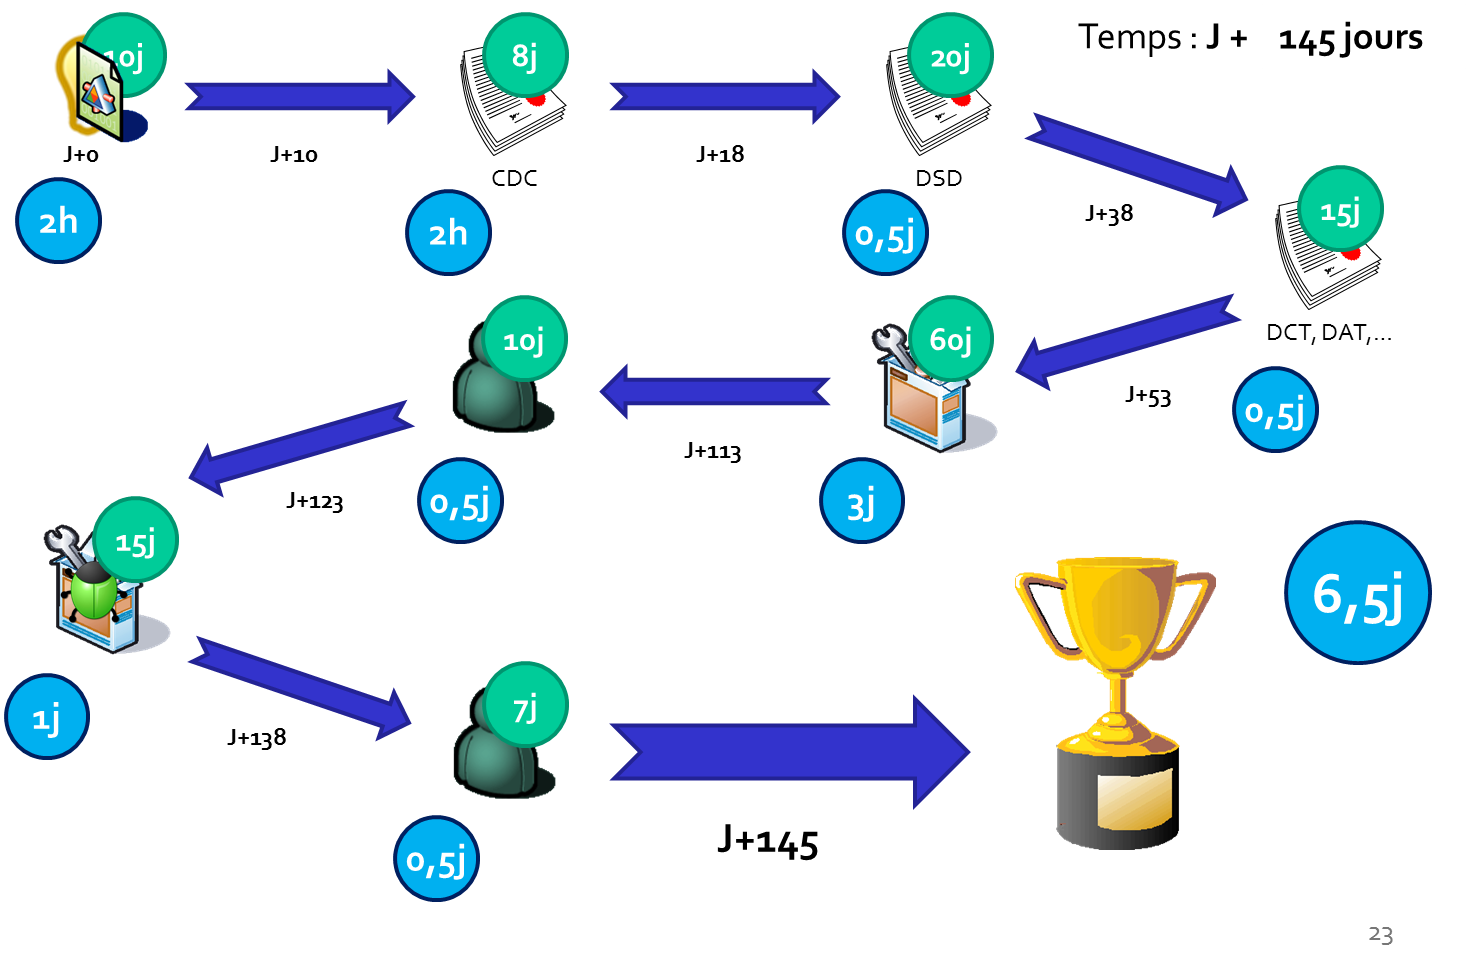 Temps : J + 145 jours
10j
8j
20j
J+0
J+10
CDC
J+18
DSD
J+38
15j
2h
2h
0,5j
DCT, DAT,...
10j
60j
J+53
0,5j
J+113
J+123
0,5j
3j
15j
6,5j
1j
J+138
7j
J+145
0,5j
23